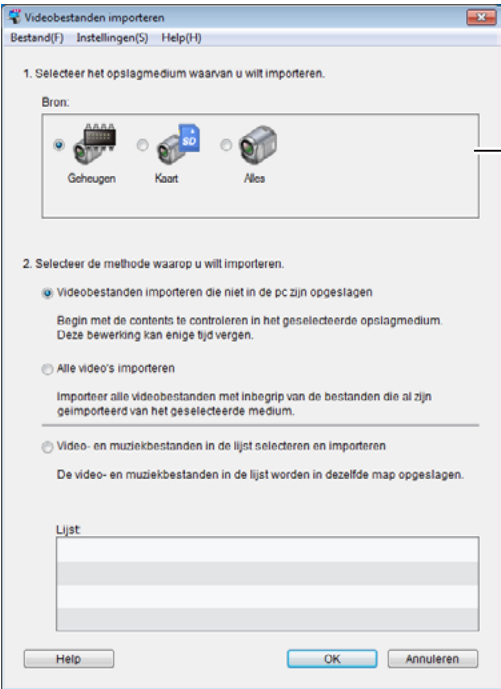 Videobestanden importeren
Bestand(F) Instellingen(S) Help(H)
1. Selecteer het opslagmedium waarvan u wilt importeren.
Bron:
SD
Geheugen Kaart Alles
2. Selecteer de methode waarop u wilt importeren.
Videobestanden importeren die niet in de pc zijn opgeslagen
Begin met de contents te controleren in het geselecteerde opslagmedium.
Deze bewerking kan enige tijd vergen.
Alle video's importeren
Importeer alle videobestanden met inbegrip van de bestanden die al zijn
geimporteerd van het geselecteerde medium.
Video- en muziekbestanden in de lijst selecteren en importeren
De video- en muziekbestanden in de lijst worden in dezelfde map opgeslagen.
Lijst:
Help OK Annuleren